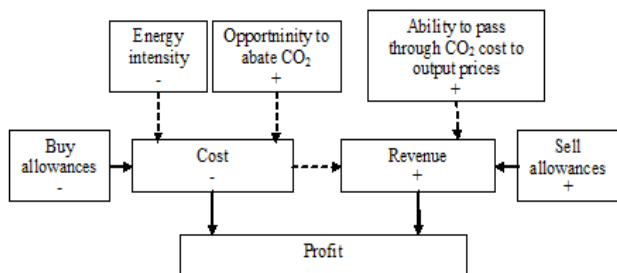 Energy
intensity
-
Opportninity to
abate CO₂
+
Ability to pass
through CO₂ cost to
output prices
+
Buy
allowances
-
Cost
-
Revenue
+
Sell
allowances
+
Profit